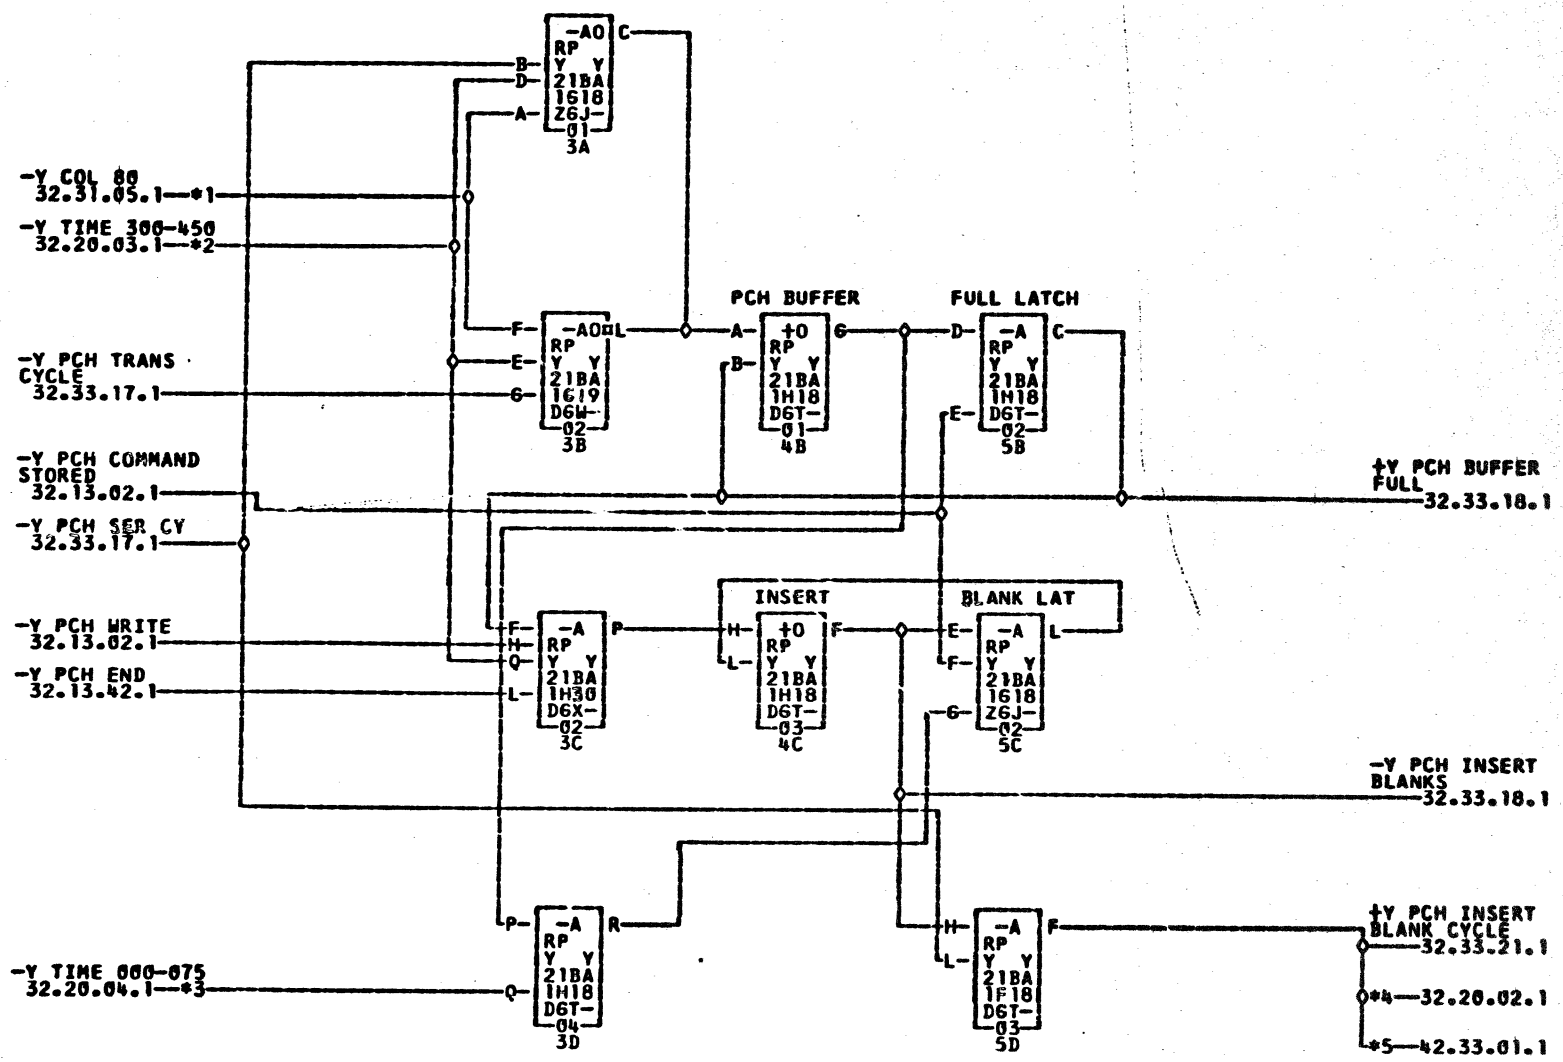 -AO C
RP
B- Y Y
D- 21BA
1618
A- Z6J-
01
3A
-Y COL 80
32.31.05.1—*1
-Y TIME 300-450
32.20.03.1—*2
PCH BUFFER
FULL LATCH
F- -AO L
RP
E- Y Y
21BA
G- 1G19
D6W-
02
3B
A- +O G
RP
B- Y Y
21BA
1H18
D6T-
01
4B
D- -A C
RP
Y Y
21BA
1H18
E- D6T-
02
5B
-Y PCH TRANS
CYCLE
32.33.17.1
-Y PCH COMMAND
STORED
32.13.02.1
+Y PCH BUFFER
FULL
32.33.18.1
-Y PCH SER CY
32.33.17.1
INSERT
BLANK LAT
-Y PCH WRITE
32.13.02.1
-Y PCH END
32.13.42.1
F- -A P
H- RP
Q- Y Y
21BA
L- 1H30
D6X-
02
3C
H- +O F
RP
L- Y Y
21BA
1H18
D6T-
03
4C
E- -A L
RP
F- Y Y
21BA
1618
G- Z6J-
02
5C
-Y PCH INSERT
BLANKS
32.33.18.1
P- -A R
RP
Y Y
21BA
Q- 1H18
D6T-
04
3D
-Y TIME 000-075
32.20.04.1—*3
H- -A F
RP
L- Y Y
21BA
1F18
D6T-
03
5D
+Y PCH INSERT
BLANK CYCLE
32.33.21.1
*4—32.20.02.1
*5—42.33.01.1